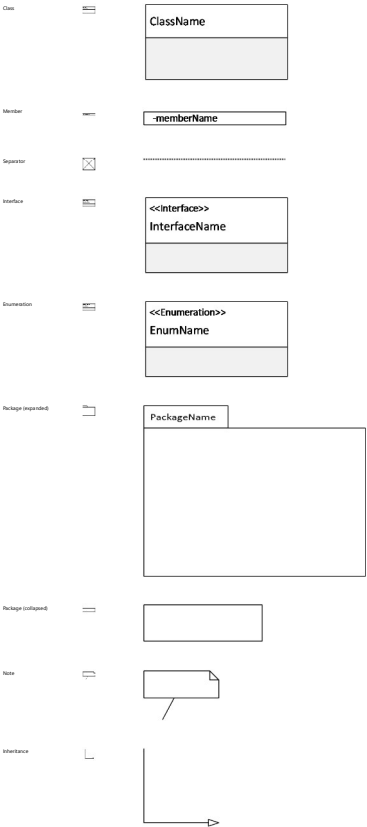 Class
ClassName
Member
-memberName
Separator
Interface
<<Interface>>
InterfaceName
Enumeration
<<Enumeration>>
EnumName
Package (expanded)
PackageName
Package (collapsed)
Note
Inheritance